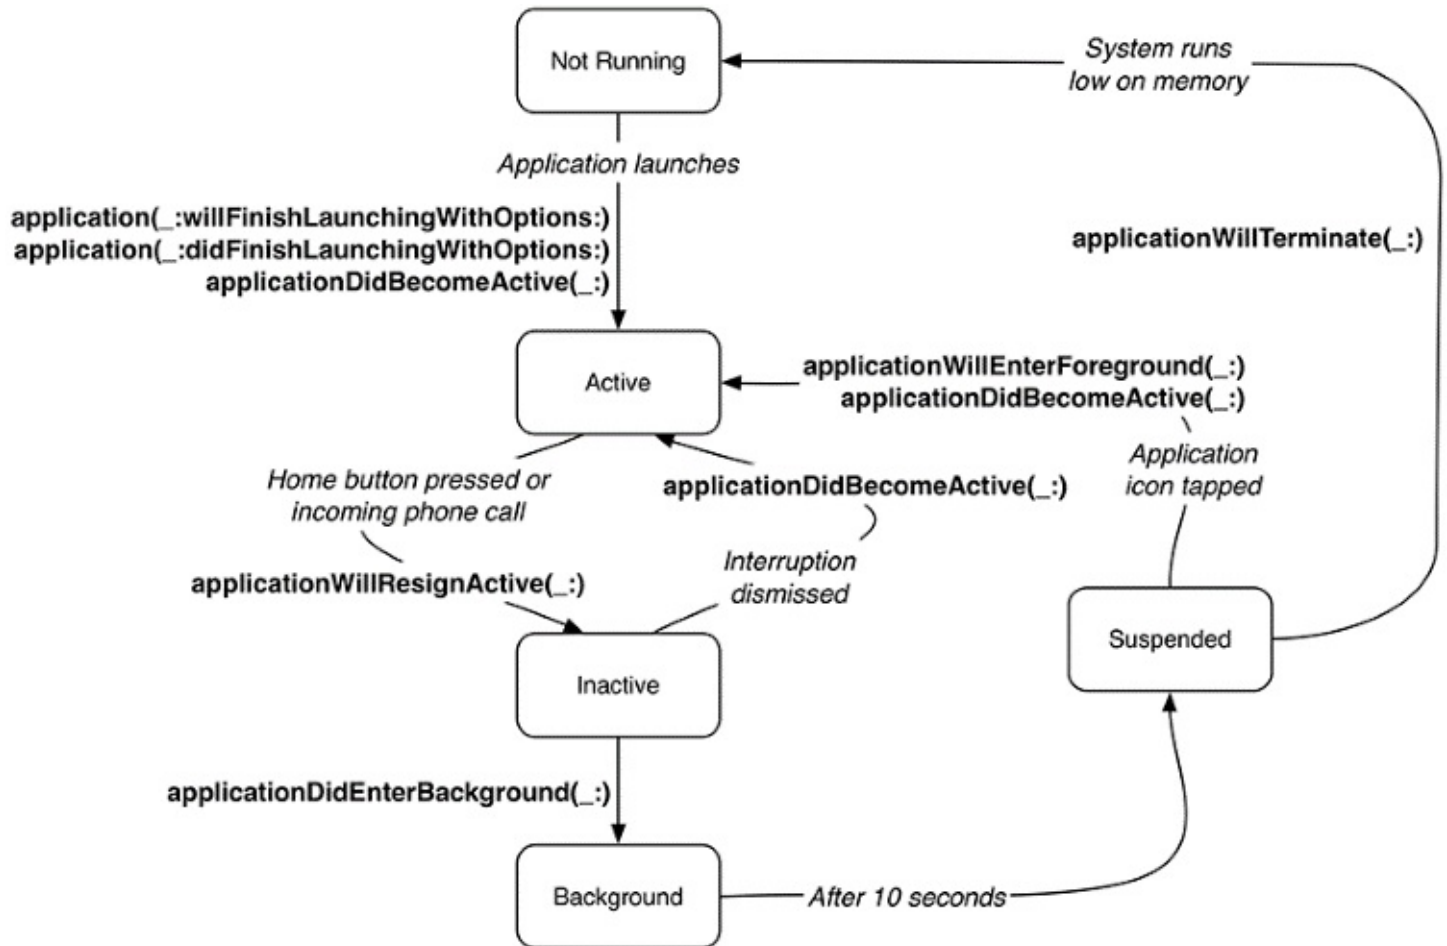 Not Running
System runs
low on memory
Application launches
application(_:willFinishLaunchingWithOptions:)
application(_:didFinishLaunchingWithOptions:)
applicationDidBecomeActive(_:)
applicationWillTerminate(_:)
Active
applicationWillEnterForeground(_:)
applicationDidBecomeActive(_:)
Application
icon tapped
Home button pressed or
incoming phone call
applicationDidBecomeActive(_:)
applicationWillResignActive(_:)
Interruption
dismissed
Suspended
Inactive
applicationDidEnterBackground(_:)
Background
After 10 seconds